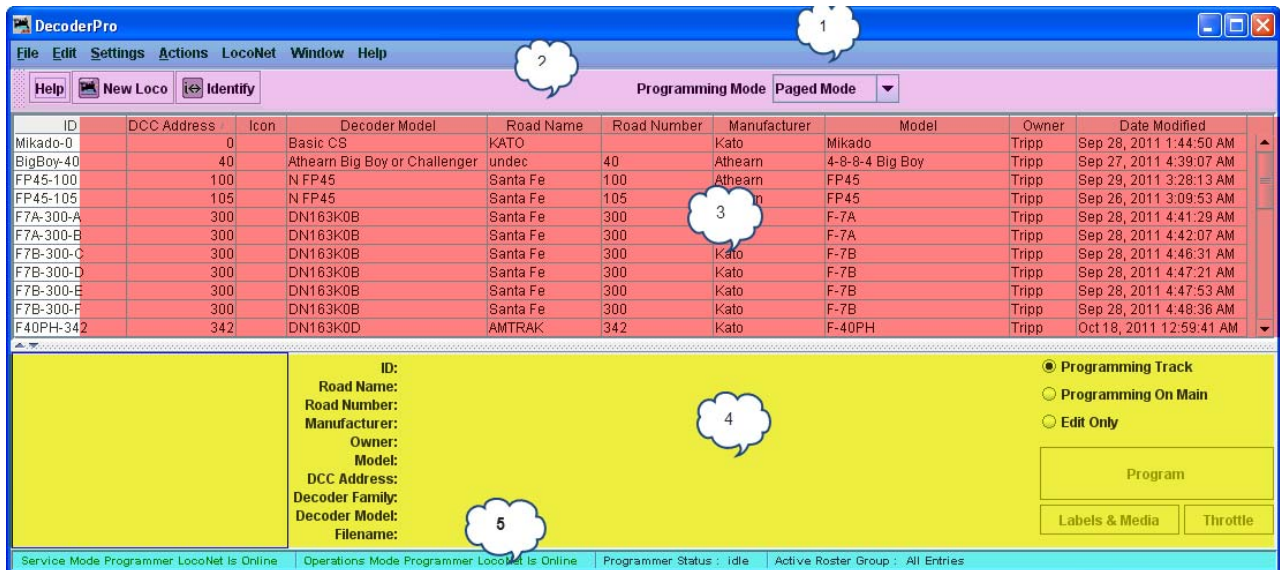 DecoderPro
1
File Edit Settings Actions LocoNet Window Help
2
Help New Loco Identify Programming Mode Paged Mode
ID DCC Address Icon Decoder Model Road Name Road Number Manufacturer Model Owner Date Modified
Mikado-0 0 Basic CS KATO Kato Mikado Tripp Sep 28, 2011 1:44:50 AM
BigBoy-40 40 Athearn Big Boy or Challenger undec 40 Athearn 4-8-8-4 Big Boy Tripp Sep 27, 2011 4:39:07 AM
FP45-100 100 N FP45 Santa Fe 100 Athearn FP45 Tripp Sep 29, 2011 3:28:13 AM
FP45-105 105 N FP45 Santa Fe 105 FP45 Tripp Sep 26, 2011 3:09:53 AM
F7A-300-A 300 DN163K0B Santa Fe 300 F-7A Tripp Sep 28, 2011 4:41:29 AM
3
F7A-300-B 300 DN163K0B Santa Fe 300 F-7A Tripp Sep 28, 2011 4:42:07 AM
F7B-300-C 300 DN163K0B Santa Fe 300 Kato F-7B Tripp Sep 28, 2011 4:46:31 AM
F7B-300-D 300 DN163K0B Santa Fe 300 Kato F-7B Tripp Sep 28, 2011 4:47:21 AM
F7B-300-E 300 DN163K0B Santa Fe 300 Kato F-7B Tripp Sep 28, 2011 4:47:53 AM
F7B-300-F 300 DN163K0B Santa Fe 300 Kato F-7B Tripp Sep 28, 2011 4:48:36 AM
F40PH-342 342 DN163K0D AMTRAK 342 Kato F-40PH Tripp Oct 18, 2011 12:59:41 AM
ID:
Road Name:
Road Number:
Manufacturer:
Owner:
Model:
DCC Address:
Decoder Family:
Decoder Model:
Filename:
4
Programming Track
Programming On Main
Edit Only
Program
Labels & Media Throttle
5
Service Mode Programmer LocoNet Is Online Operations Mode Programmer LocoNet Is Online Programmer Status : idle Active Roster Group : All Entries